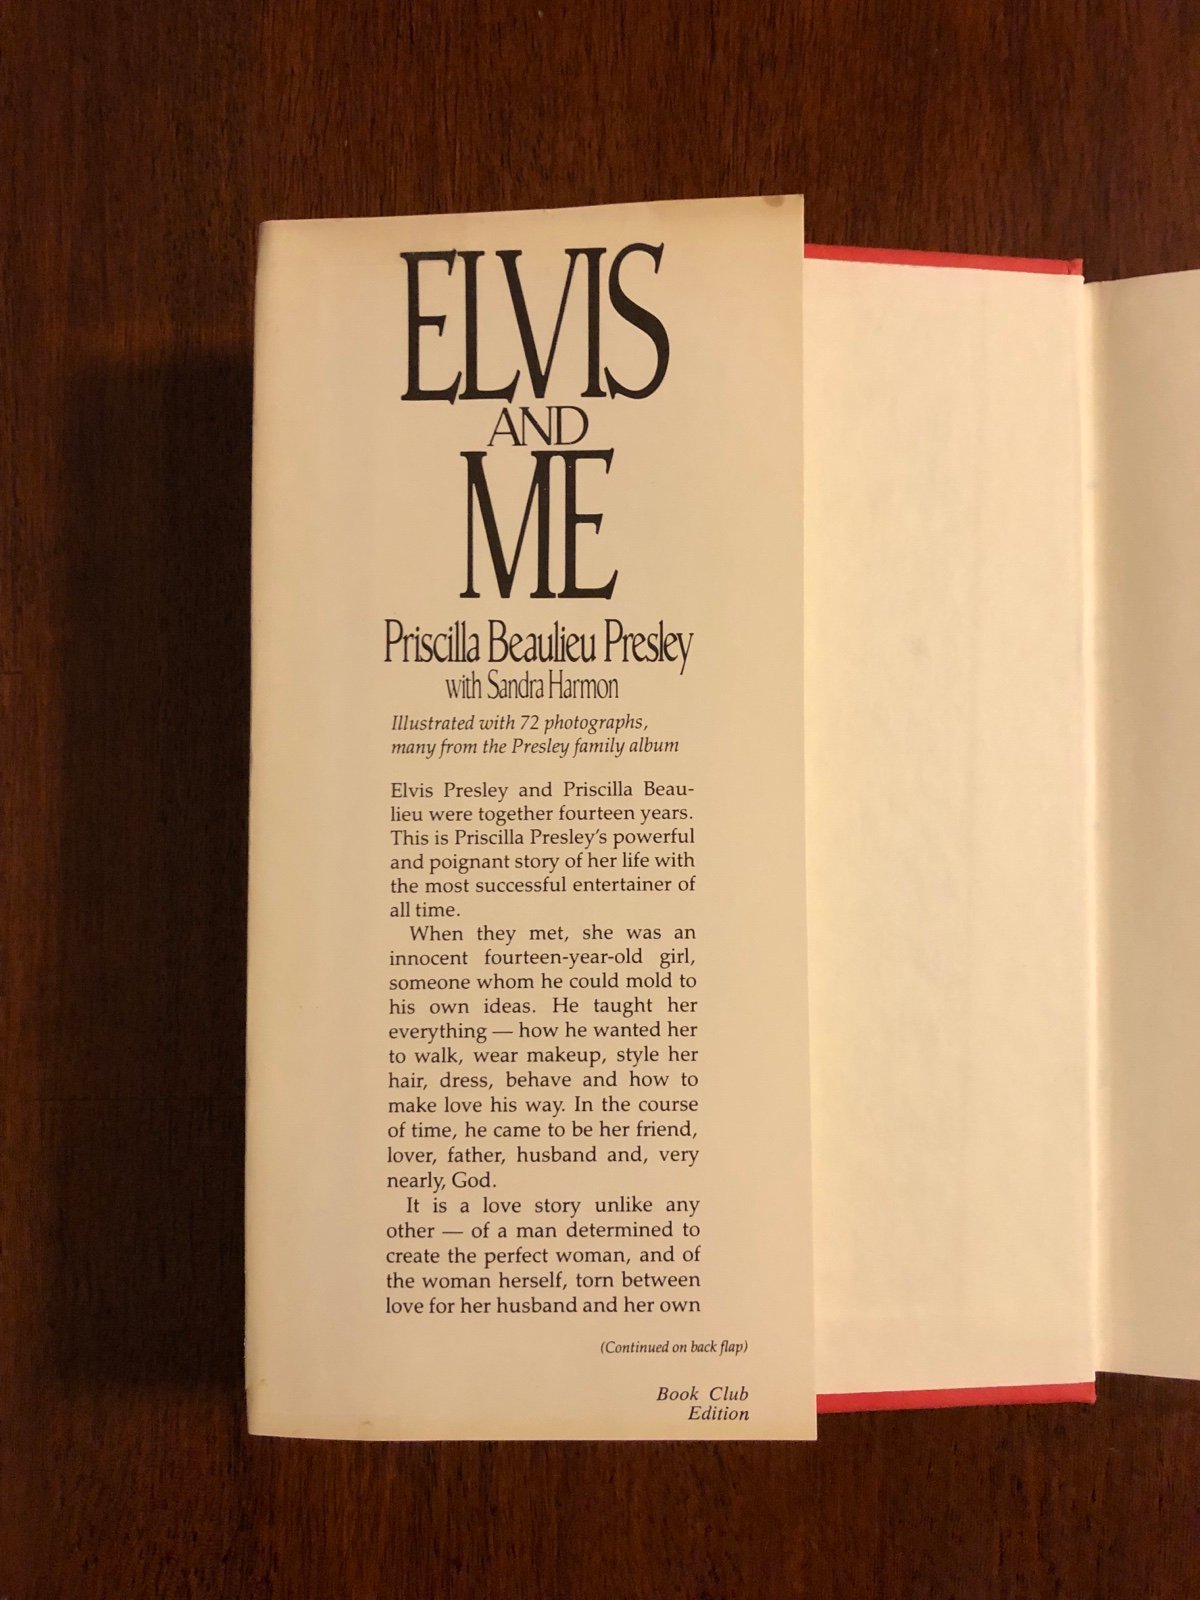 ELVIS
AND
ME
Priscilla Beaulieu Presley
with Sandra Harmon
Illustrated with 72 photographs,
many from the Presley family album
Elvis Presley and Priscilla Beau-
lieu were together fourteen years.
This is Priscilla Presley's powerful
and poignant story of her life with
the most successful entertainer of
all time.
When they met, she was an
innocent fourteen-year-old girl,
someone whom he could mold to
his own ideas. He taught her
everything — how he wanted her
to walk, wear makeup, style her
hair, dress, behave and how to
make love his way. In the course
of time, he came to be her friend,
lover, father, husband and, very
nearly, God.
It is a love story unlike any
other — of a man determined to
create the perfect woman, and of
the woman herself, torn between
love for her husband and her own
(Continued on back flap)
Book Club
Edition